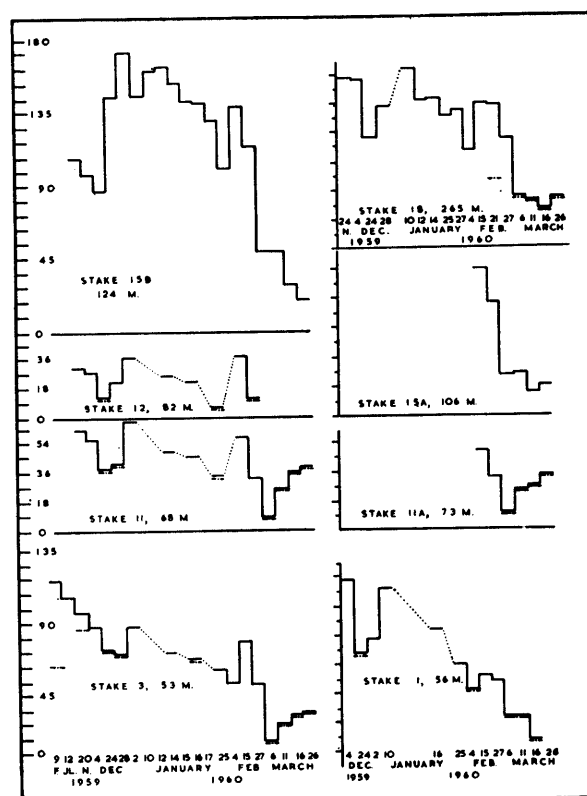 180
135
90
45
0
STAKE 15B
124 M.
STAKE 18, 265 M.
24 4 24 28 10 12 14 25 27 4 15 21 27 6 11 16 26
N. DEC. JANUARY FEB. MARCH
1959 1960
36
18
0
STAKE 12, 82 M.
STAKE 15A, 106 M.
54
36
18
0
STAKE 11, 68 M
STAKE 11A, 73 M.
135
90
45
0
STAKE 3, 53 M.
STAKE 1, 56 M.
9 12 20 4 24 28 2 10 12 14 15 16 17 25 4 15 27 6 11 16 26
F. JL. N. DEC JANUARY FEB MARCH
1959 1960
4 24 2 10 16 25 4 15 27 6 11 16 26
DEC. JANUARY FEB. MARCH
1959 1960